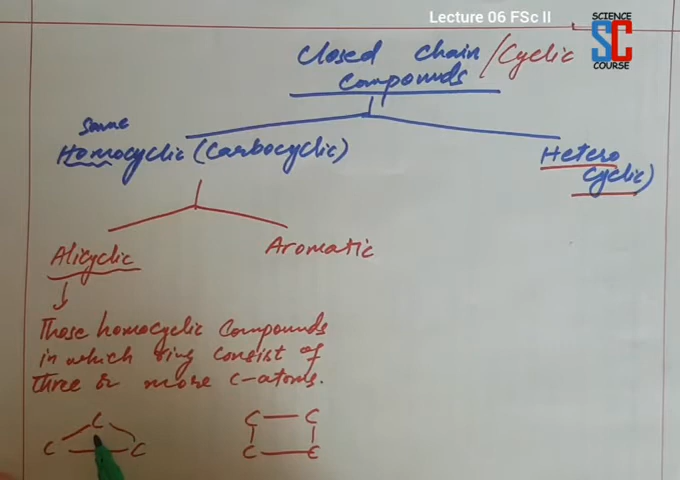 Lecture 06 FSc II
SCIENCE
SC
COURSE
Closed chain /Cyclic
Compounds
Same
Homocyclic (Carbocyclic)
Hetero
Cyclic)
Alicyclic
Aromatic
Those homocyclic Compounds
in which ring consist of
three or more C-atoms.
C
C C
C C
C C